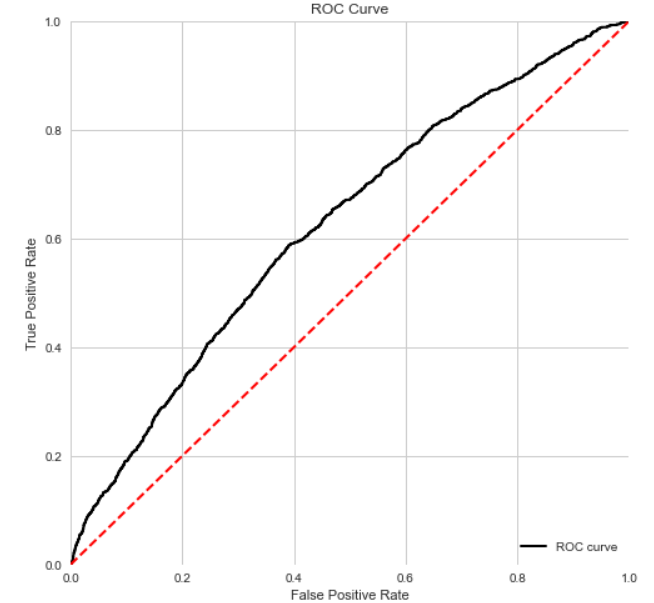 ROC Curve
1.0
0.8
0.6
0.4
0.2
0.0
True Positive Rate
0.0 0.2 0.4 0.6 0.8 1.0
False Positive Rate
ROC curve